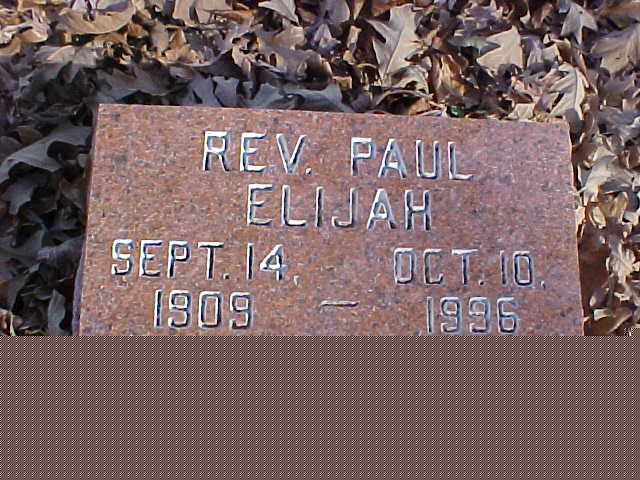 REV. PAUL
ELIJAH
SEPT. 14, OCT. 10,
1909 — 1996